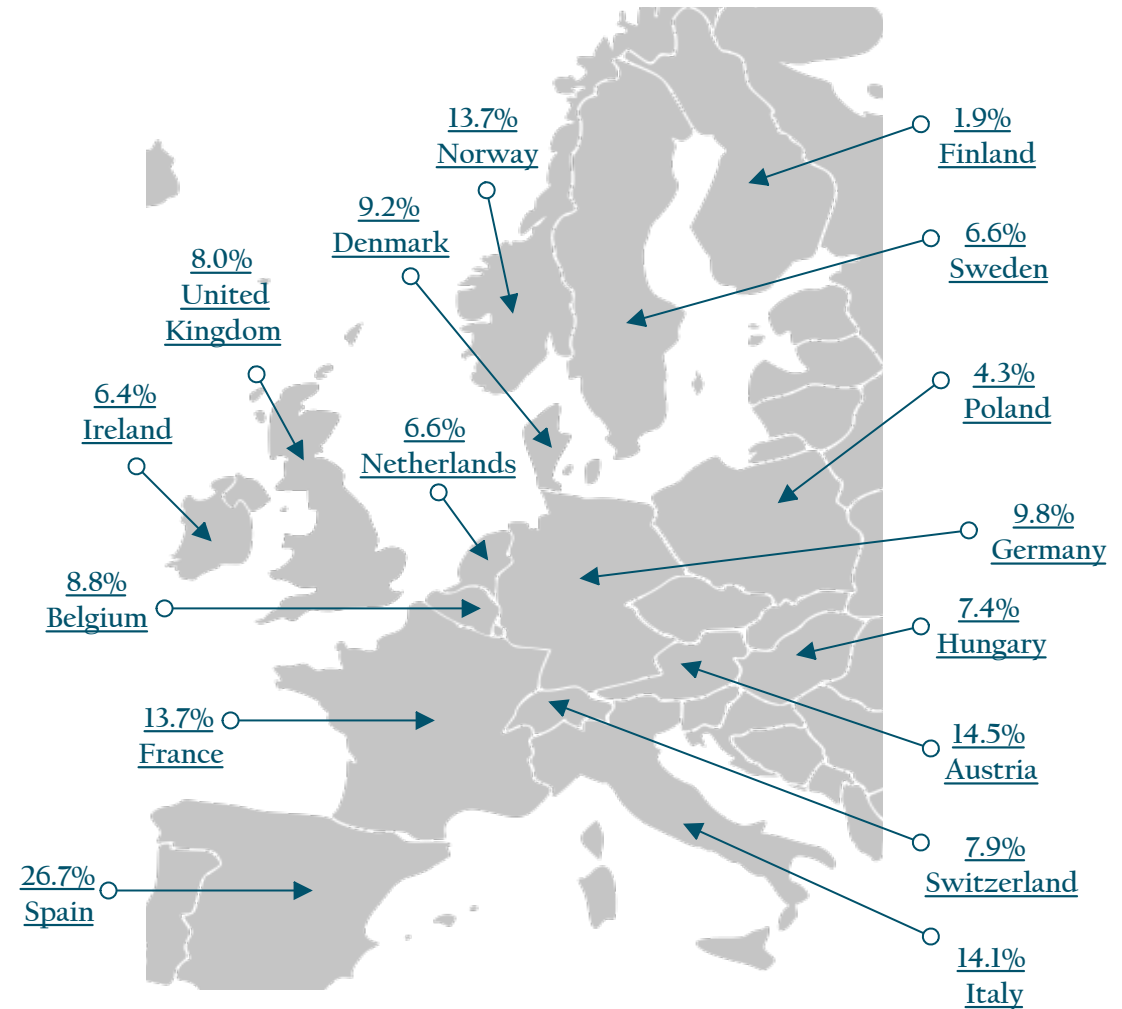 13.7%
Norway
1.9%
Finland
9.2%
Denmark
6.6%
Sweden
8.0%
United
Kingdom
4.3%
Poland
6.4%
Ireland
6.6%
Netherlands
9.8%
Germany
8.8%
Belgium
7.4%
Hungary
13.7%
France
14.5%
Austria
7.9%
Switzerland
26.7%
Spain
14.1%
Italy